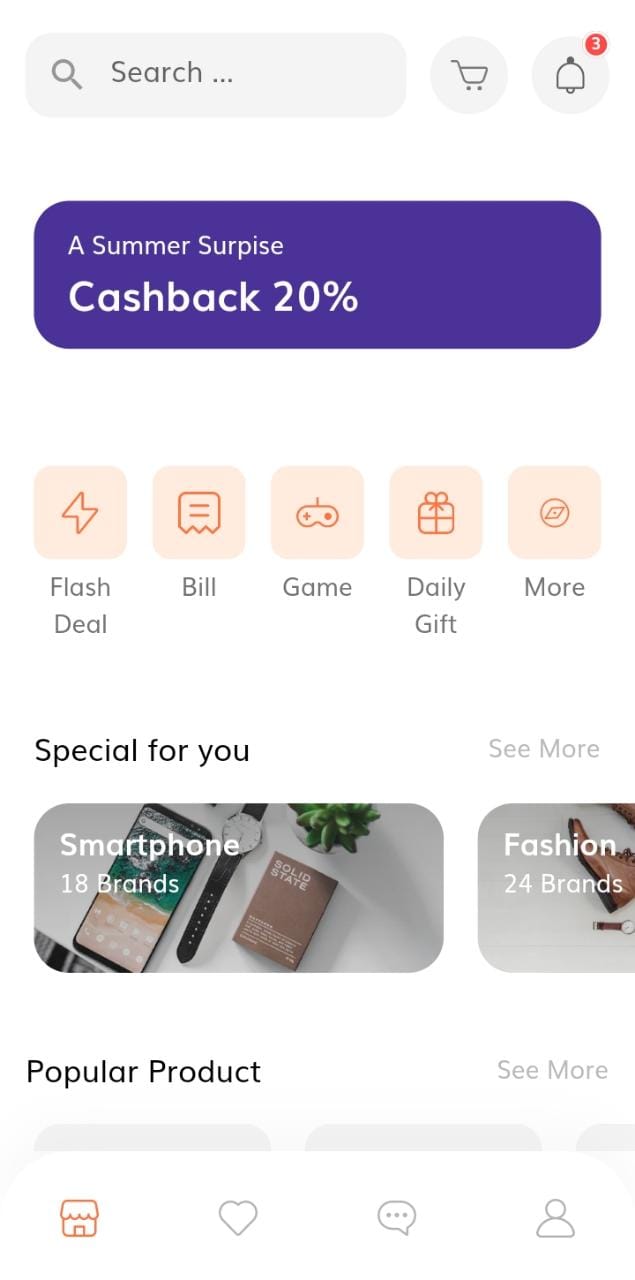 Search ...
3
A Summer Surpise
Cashback 20%
Flash
Deal
Bill
Game
Daily
Gift
More
Special for you
See More
Smartphone
18 Brands
SOLID
STATE
Fashion
24 Brands
Popular Product
See More